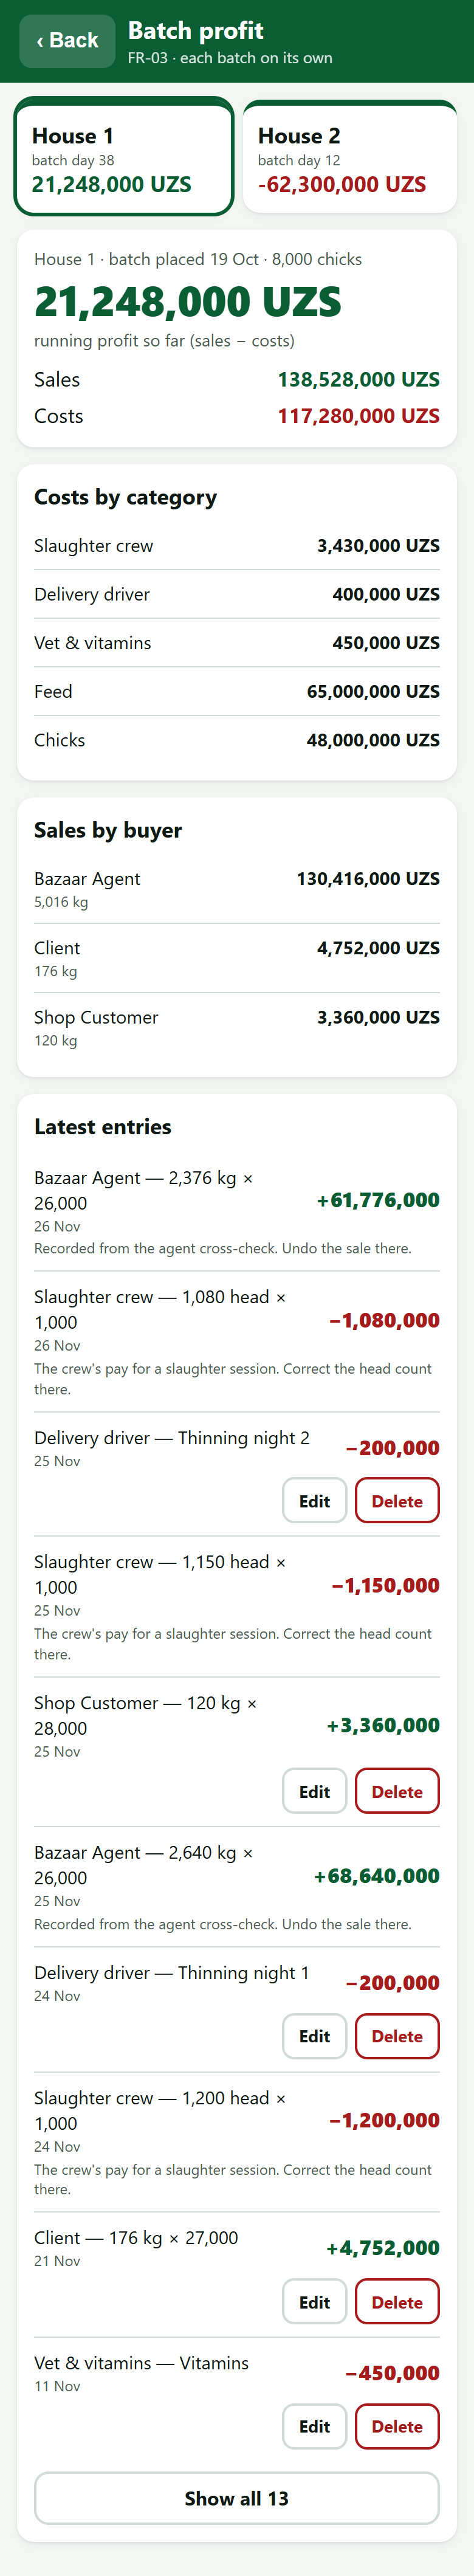 ‹ Back
Batch profit
FR-03 · each batch on its own
House 1
batch day 38
21,248,000 UZS
House 2
batch day 12
-62,300,000 UZS
House 1 · batch placed 19 Oct · 8,000 chicks
21,248,000 UZS
running profit so far (sales − costs)
Sales 138,528,000 UZS
Costs 117,280,000 UZS
Costs by category
Slaughter crew 3,430,000 UZS
Delivery driver 400,000 UZS
Vet & vitamins 450,000 UZS
Feed 65,000,000 UZS
Chicks 48,000,000 UZS
Sales by buyer
Bazaar Agent 130,416,000 UZS
5,016 kg
Client 4,752,000 UZS
176 kg
Shop Customer 3,360,000 UZS
120 kg
Latest entries
Bazaar Agent — 2,376 kg ×
26,000
+61,776,000
26 Nov
Recorded from the agent cross-check. Undo the sale there.
Slaughter crew — 1,080 head ×
1,000
−1,080,000
26 Nov
The crew's pay for a slaughter session. Correct the head count
there.
Delivery driver — Thinning night 2
−200,000
25 Nov
Edit Delete
Slaughter crew — 1,150 head ×
1,000
−1,150,000
25 Nov
The crew's pay for a slaughter session. Correct the head count
there.
Shop Customer — 120 kg ×
28,000
+3,360,000
25 Nov
Edit Delete
Bazaar Agent — 2,640 kg ×
26,000
+68,640,000
25 Nov
Recorded from the agent cross-check. Undo the sale there.
Delivery driver — Thinning night 1
−200,000
24 Nov
Edit Delete
Slaughter crew — 1,200 head ×
1,000
−1,200,000
24 Nov
The crew's pay for a slaughter session. Correct the head count
there.
Client — 176 kg × 27,000
+4,752,000
21 Nov
Edit Delete
Vet & vitamins — Vitamins
−450,000
11 Nov
Edit Delete
Show all 13